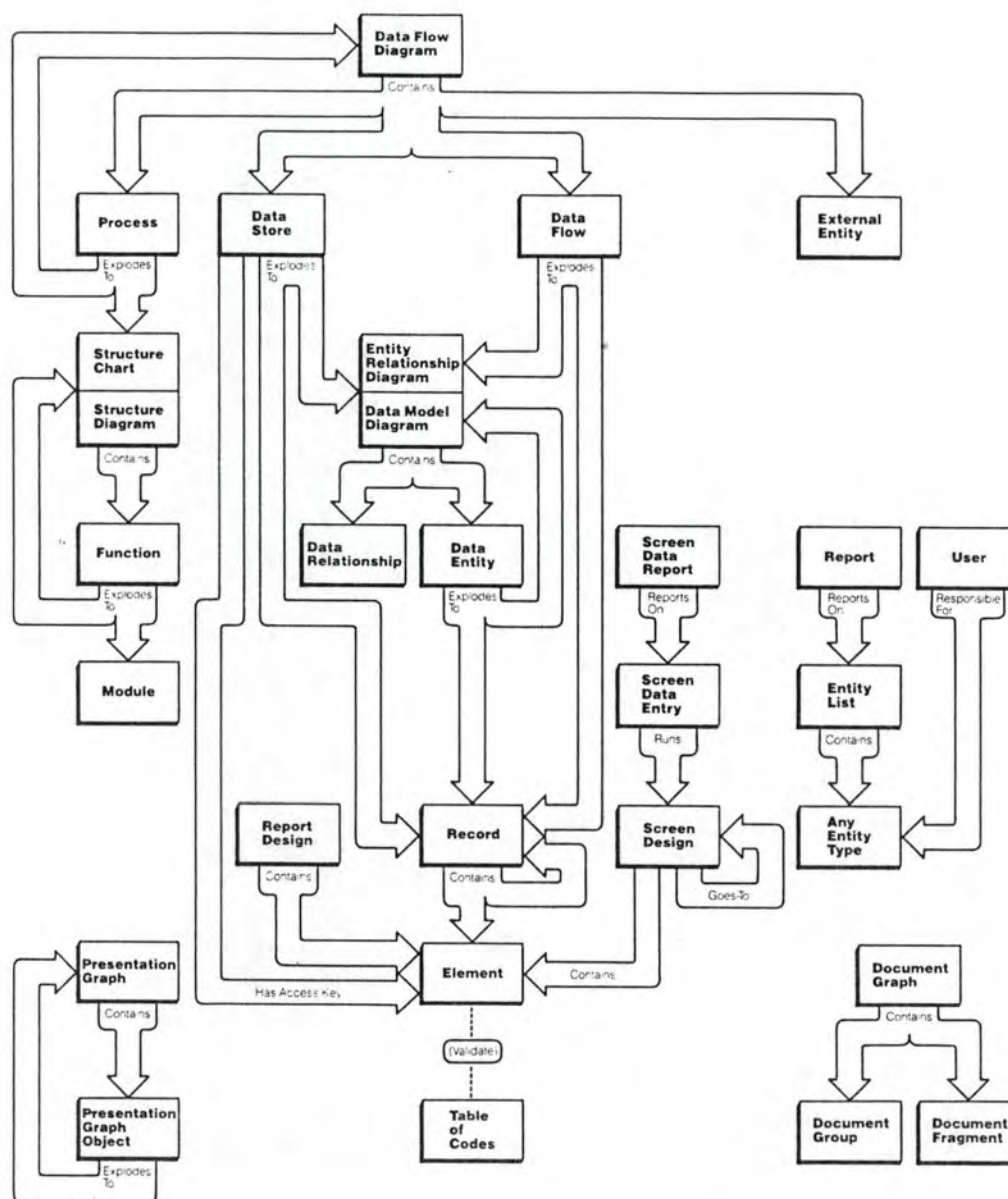 Data Flow
Diagram
Contains
Process
Data
Store
Data
Flow
External
Entity
Explodes
To
Explodes
To
Explodes
To
Structure
Chart
Structure
Diagram
Entity
Relationship
Diagram
Data Model
Diagram
Contains
Contains
Function
Data
Relationship
Data
Entity
Screen
Data
Report
Report
User
Explodes
To
Explodes
To
Reports
On
Reports
On
Responsible
For
Module
Screen
Data
Entry
Entity
List
Runs
Contains
Report
Design
Record
Screen
Design
Any
Entity
Type
Contains
Contains
Goes-To
Presentation
Graph
Element
Contains
Document
Graph
Has Access Key
Contains
Contains
(Validate)
Presentation
Graph
Object
Table
of
Codes
Document
Group
Document
Fragment
Explodes
To